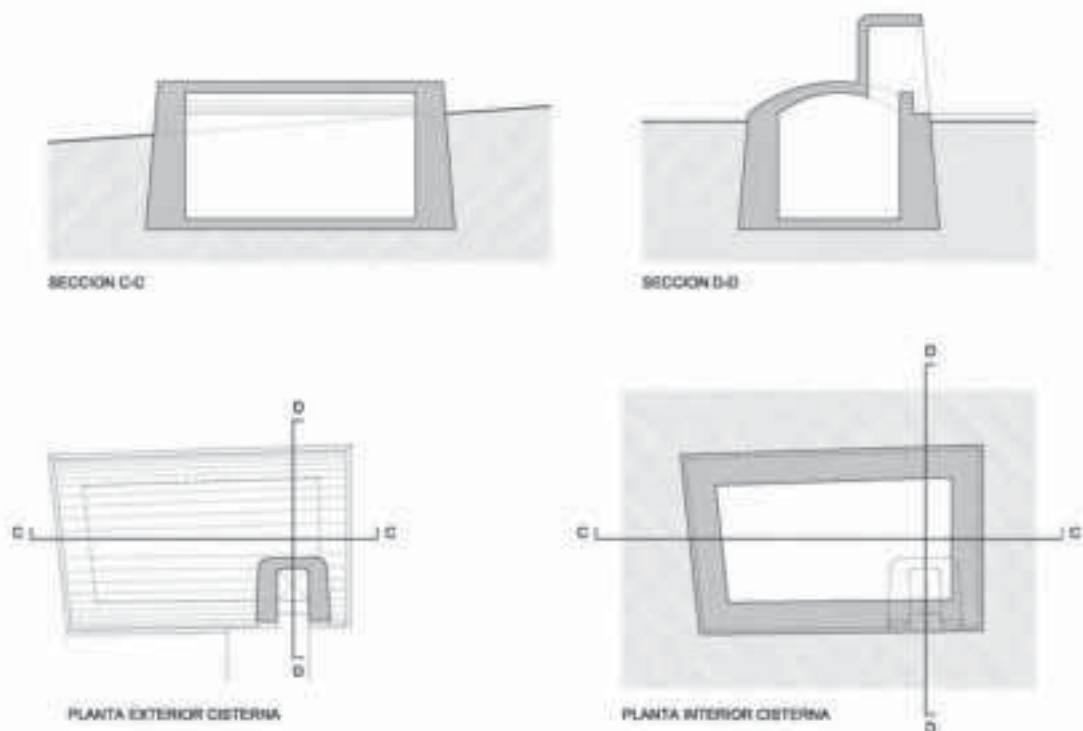 SECCION C-C
SECCION D-D
D
C
C
D
PLANTA EXTERIOR CISTERNA
D
C
C
D
PLANTA INTERIOR CISTERNA